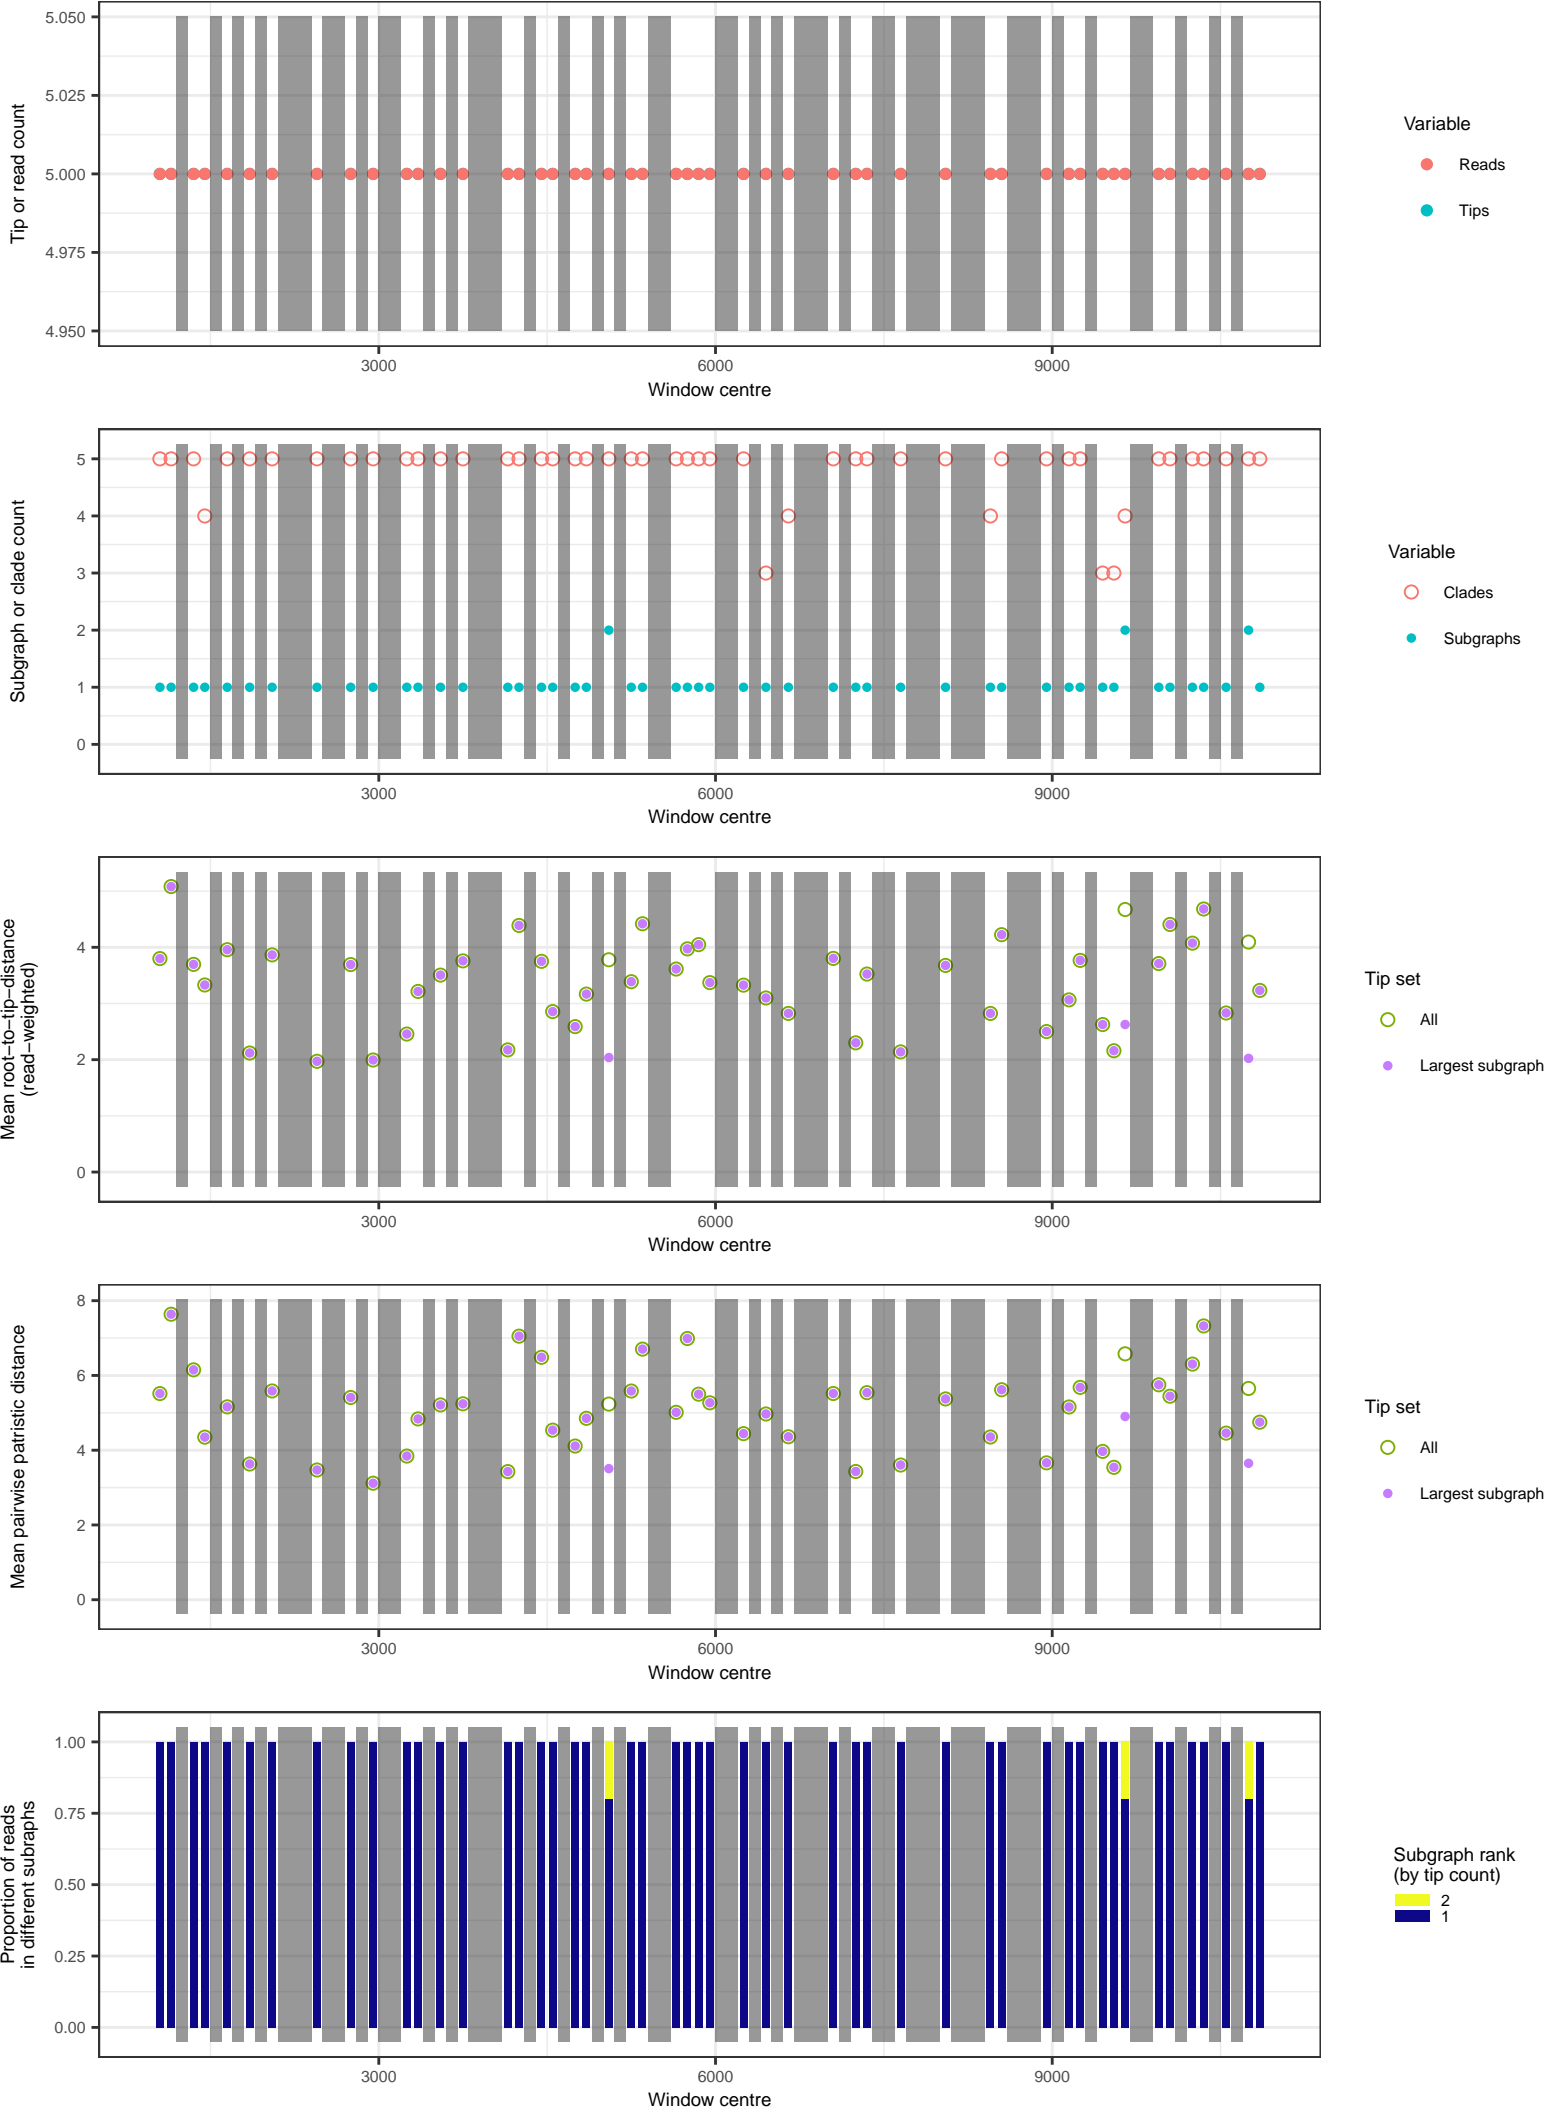 5.050
5.025
5.000
4.975
4.950
Tip or read count
3000 6000 9000
Window centre
Variable
Reads
Tips
5
4
3
2
1
0
Subgraph or clade count
3000 6000 9000
Window centre
Variable
Clades
Subgraphs
4
2
0
Mean root−to−tip−distance
(read−weighted)
3000 6000 9000
Window centre
Tip set
All
Largest subgraph
8
6
4
2
0
Mean pairwise patristic distance
3000 6000 9000
Window centre
Tip set
All
Largest subgraph
1.00
0.75
0.50
0.25
0.00
Proportion of reads
in different subraphs
3000 6000 9000
Window centre
Subgraph rank
(by tip count)
2
1